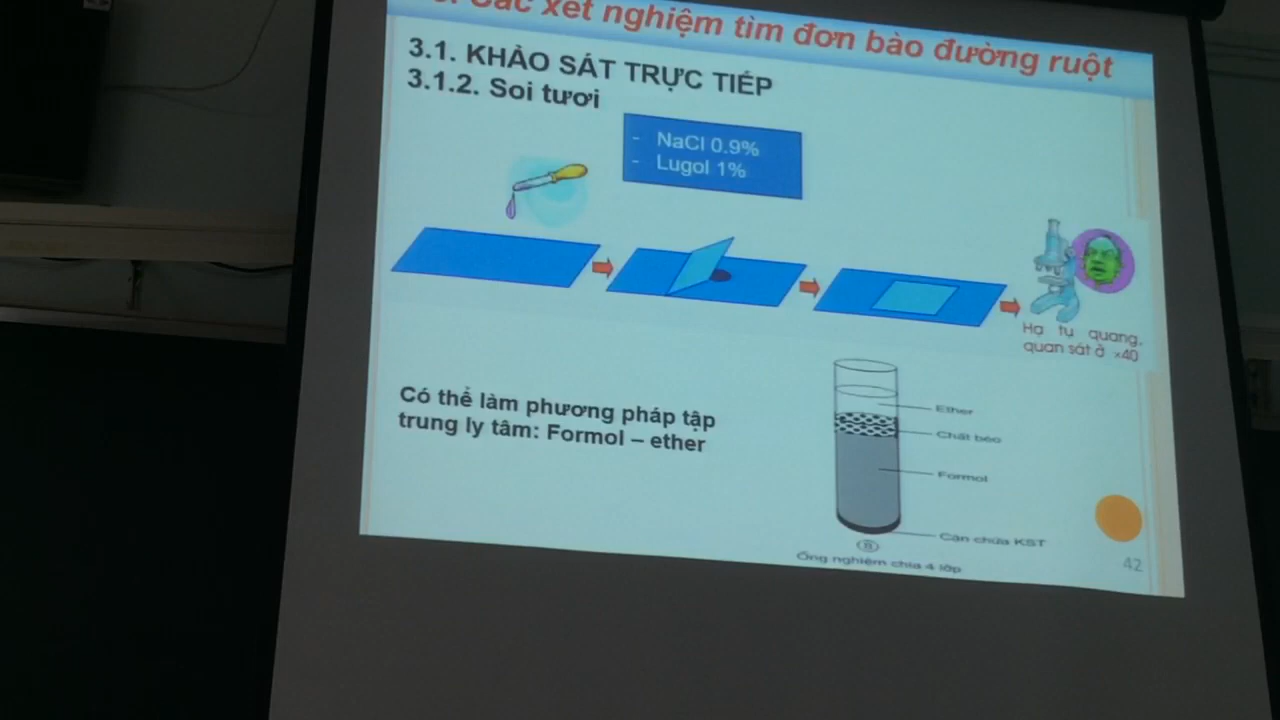 Các xét nghiệm tìm đơn bào đường ruột
3.1. KHẢO SÁT TRỰC TIẾP
3.1.2. Soi tươi
- NaCl 0.9%
- Lugol 1%
Hạ tụ quang,
quan sát ở x40
Có thể làm phương pháp tập
trung ly tâm: Formol – ether
Ether
Chất béo
Formol
Cặn chứa KST
B
Ống nghiệm chia 4 lớp
42